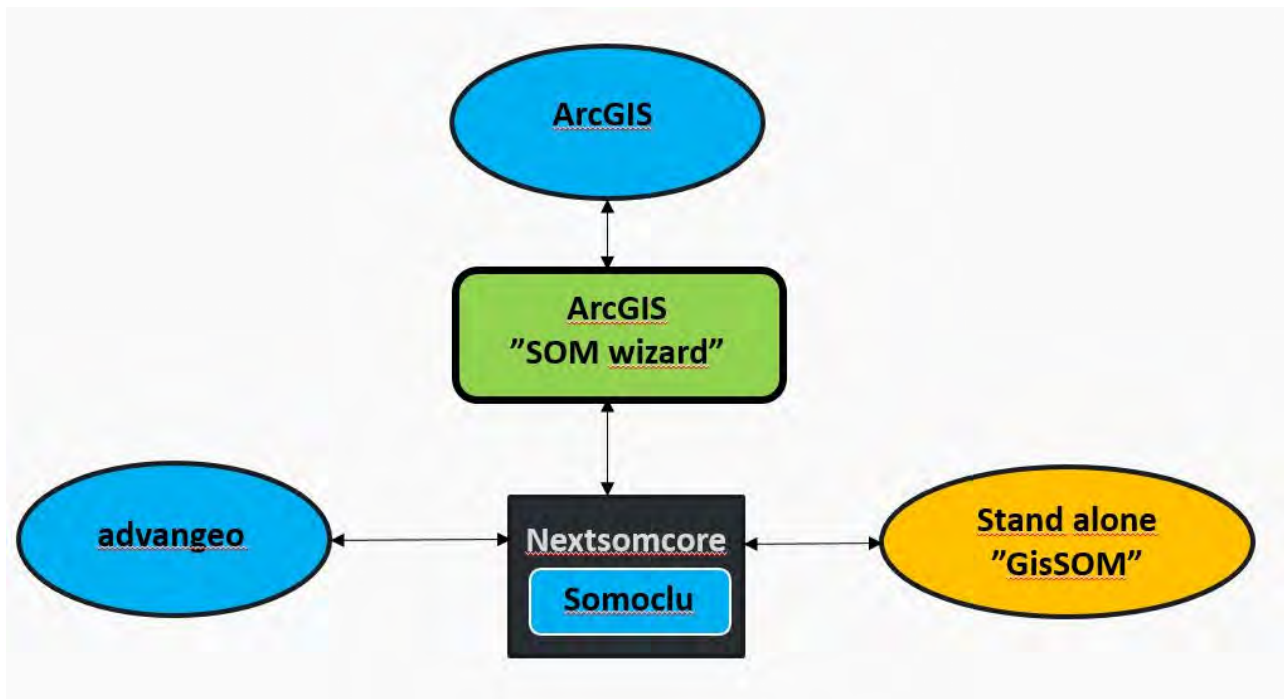 ArcGIS
ArcGIS
”SOM wizard”
advangeo
Nextsomcore
Somoclu
Stand alone
”GisSOM”